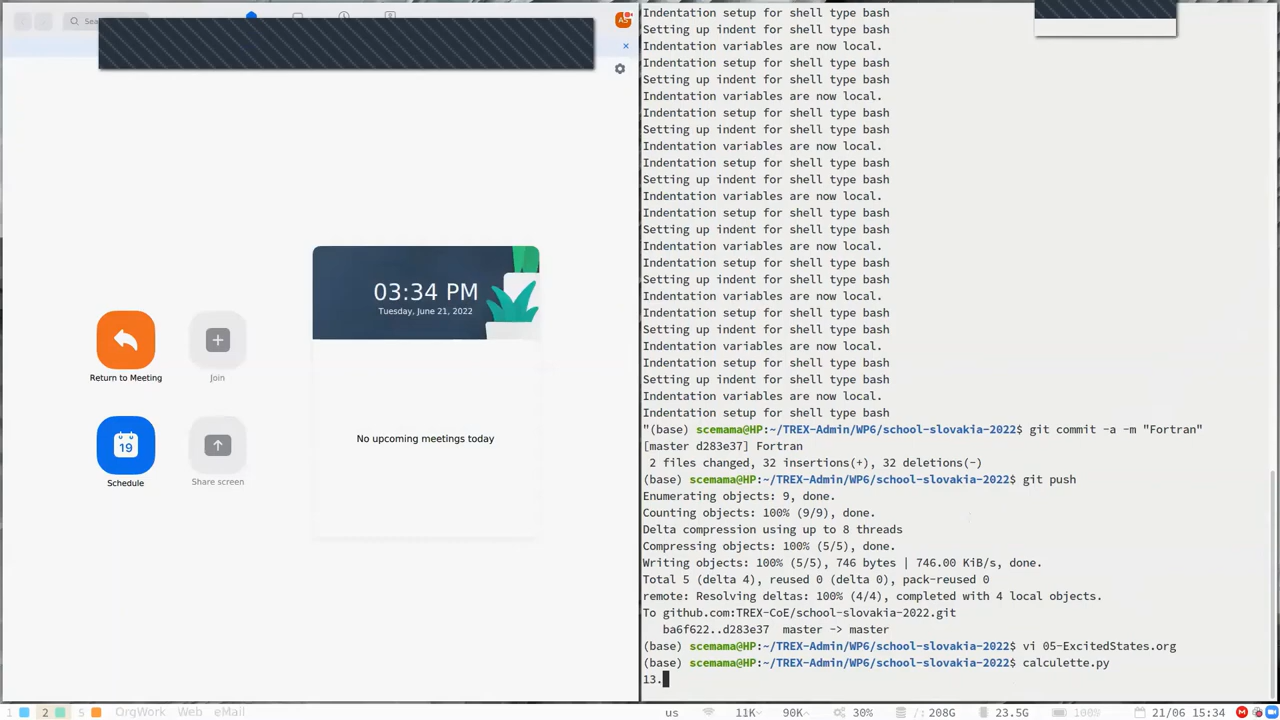 AS
×
03:34 PM
Tuesday, June 21, 2022
Return to Meeting
Join
19
Schedule
Share screen
No upcoming meetings today
Indentation setup for shell type bash
Setting up indent for shell type bash
Indentation variables are now local.
Indentation setup for shell type bash
Setting up indent for shell type bash
Indentation variables are now local.
Indentation setup for shell type bash
Setting up indent for shell type bash
Indentation variables are now local.
Indentation setup for shell type bash
Setting up indent for shell type bash
Indentation variables are now local.
Indentation setup for shell type bash
Setting up indent for shell type bash
Indentation variables are now local.
Indentation setup for shell type bash
Setting up indent for shell type bash
Indentation variables are now local.
Indentation setup for shell type bash
Setting up indent for shell type bash
Indentation variables are now local.
Indentation setup for shell type bash
Setting up indent for shell type bash
Indentation variables are now local.
Indentation setup for shell type bash
"(base) scemama@HP:~/TREX-Admin/WP6/school-slovakia-2022$ git commit -a -m "Fortran"
[master d283e37] Fortran
2 files changed, 32 insertions(+), 32 deletions(-)
(base) scemama@HP:~/TREX-Admin/WP6/school-slovakia-2022$ git push
Enumerating objects: 9, done.
Counting objects: 100% (9/9), done.
Delta compression using up to 8 threads
Compressing objects: 100% (5/5), done.
Writing objects: 100% (5/5), 746 bytes | 746.00 KiB/s, done.
Total 5 (delta 4), reused 0 (delta 0), pack-reused 0
remote: Resolving deltas: 100% (4/4), completed with 4 local objects.
To github.com:TREX-CoE/school-slovakia-2022.git
ba6f622..d283e37  master -> master
(base) scemama@HP:~/TREX-Admin/WP6/school-slovakia-2022$ vi 05-ExcitedStates.org
(base) scemama@HP:~/TREX-Admin/WP6/school-slovakia-2022$ calculette.py
13.
1 2 5 OrgWork Web eMail us 11K 90K 30% /: 208G 23.5G 100% 21/06 15:34